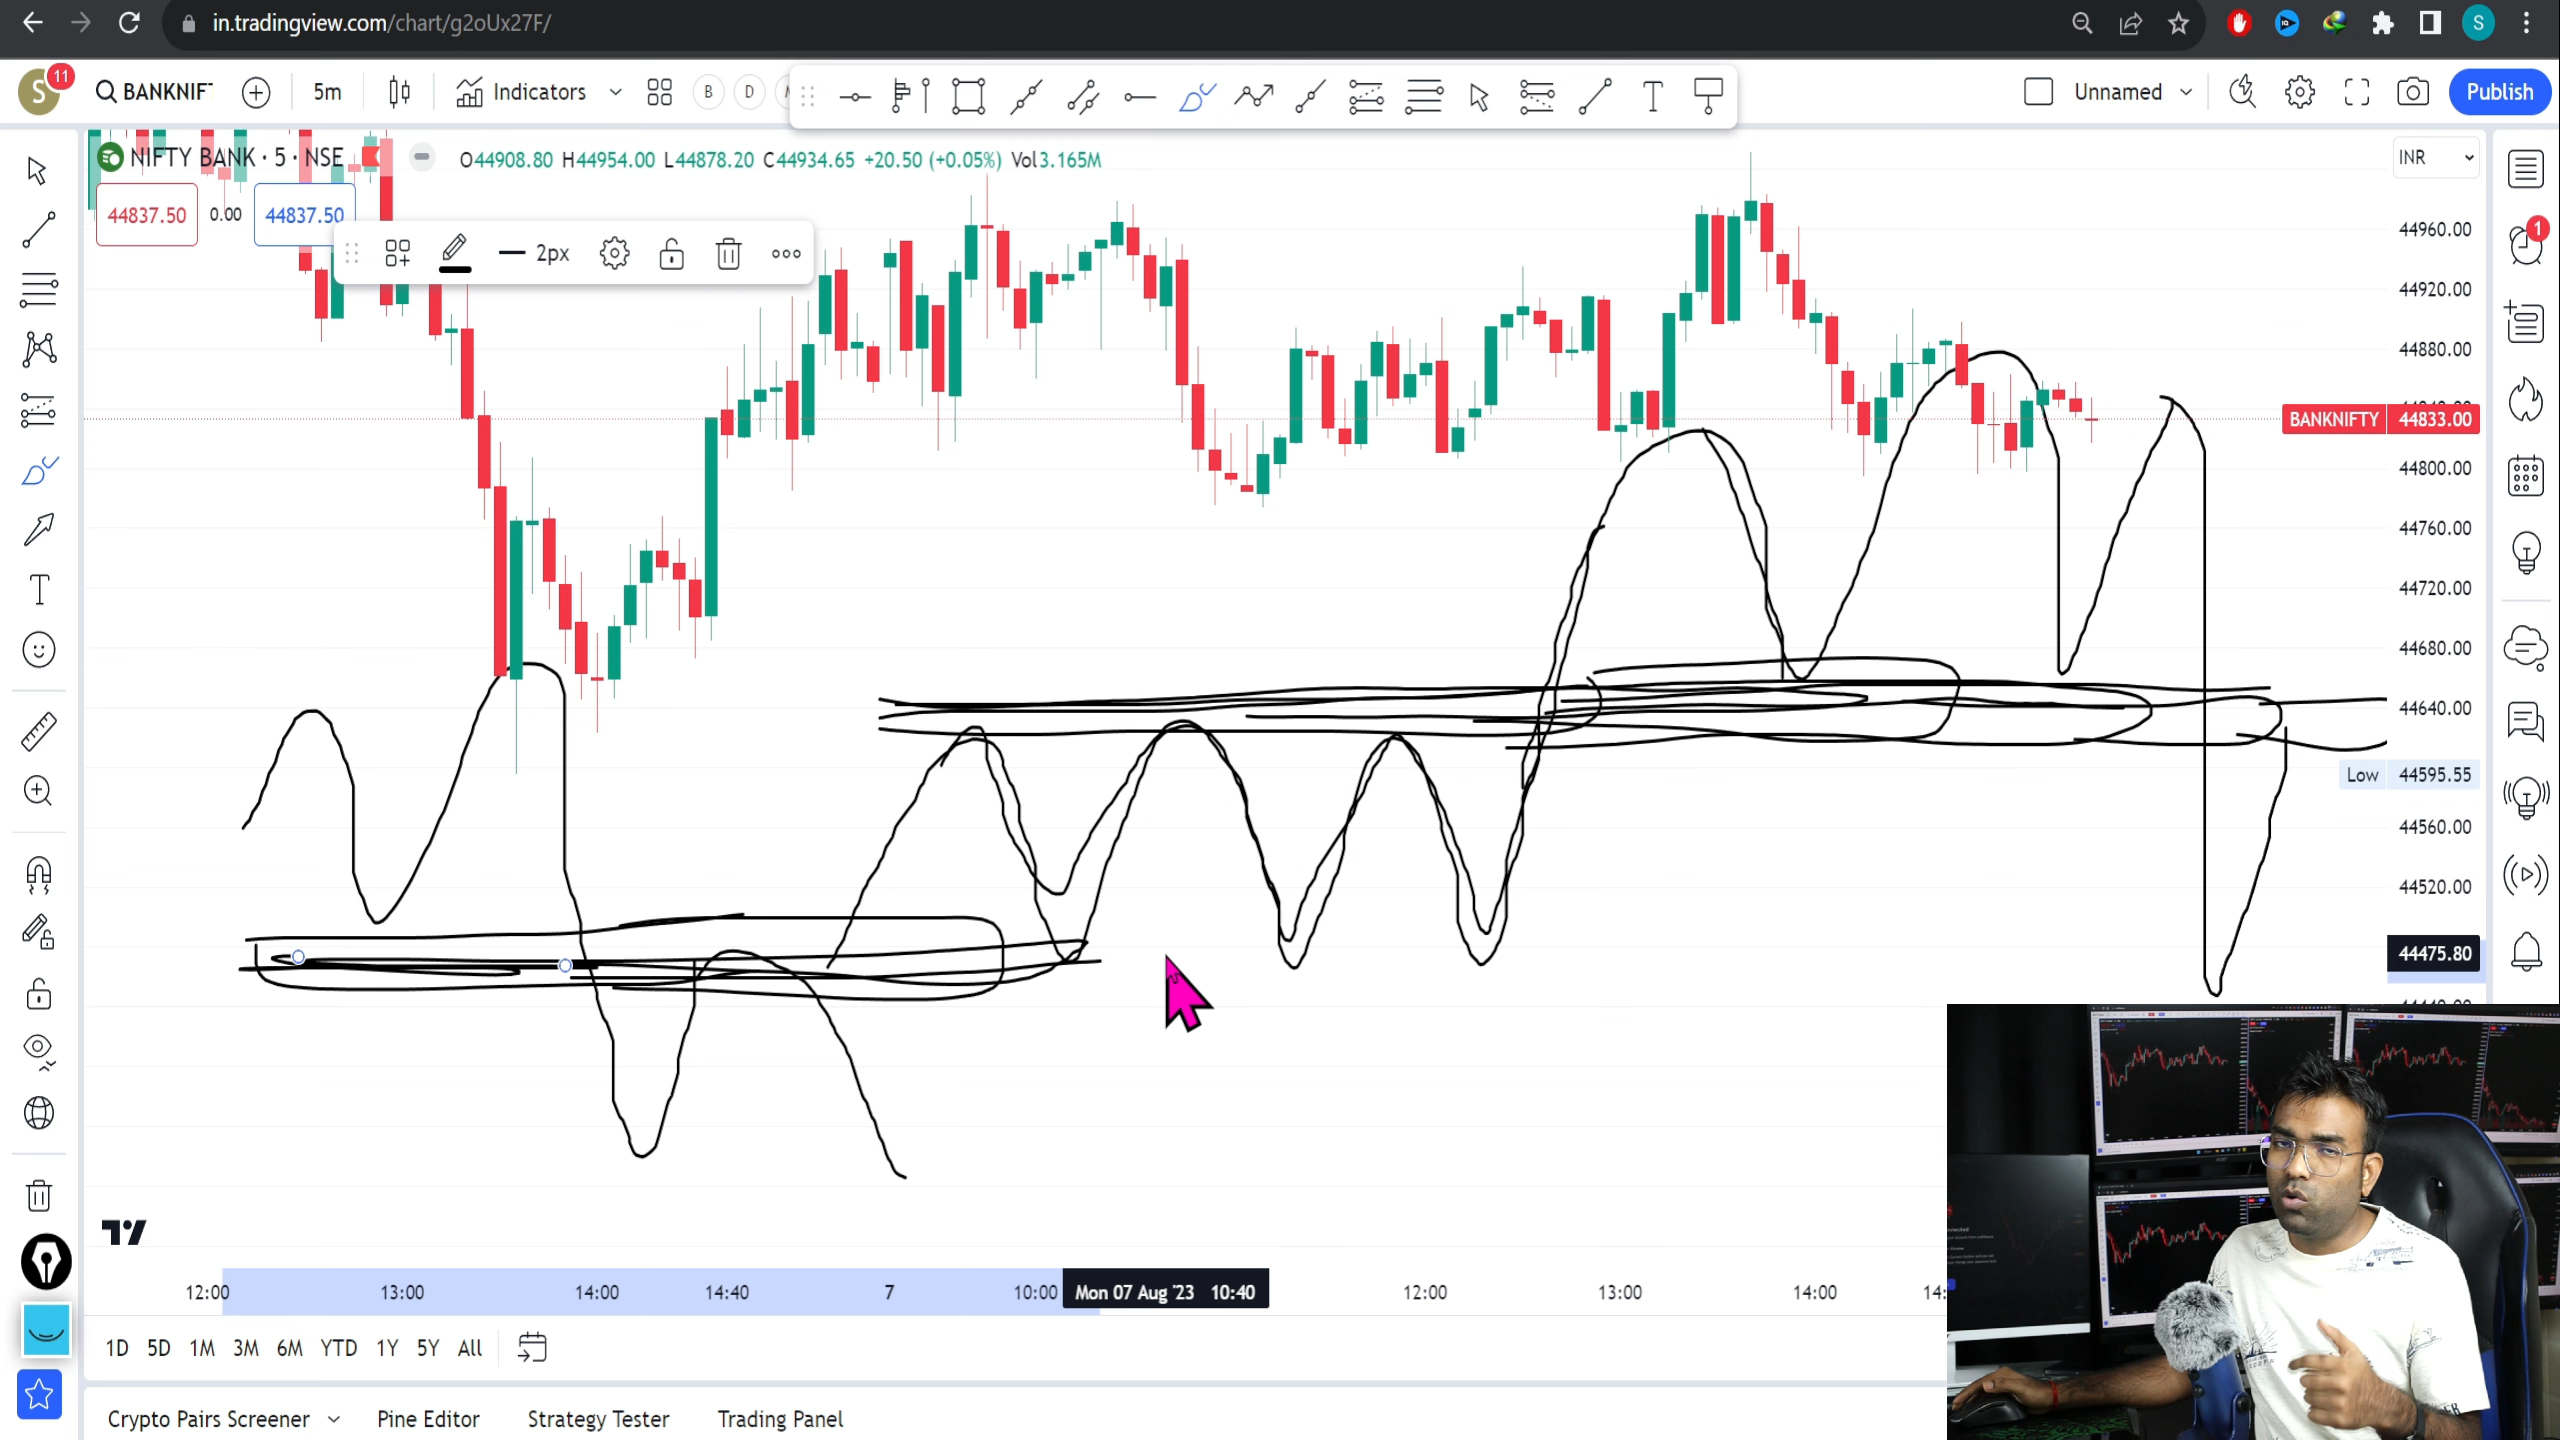 in.tradingview.com/chart/g2oUx27F/
S
S 11 BANKNIF 5m Indicators B D Unnamed Publish
T
NIFTY BANK · 5 · NSE O44908.80 H44954.00 L44878.20 C44934.65 +20.50 (+0.05%) Vol3.165M
INR
44837.50 0.00 44837.50
2px
1
44960.00
44920.00
44880.00
BANKNIFTY 44833.00
44800.00
44760.00
44720.00
T
44680.00
44640.00
Low 44595.55
44560.00
44520.00
44475.80
12:00 13:00 14:00 14:40 7 10:00 Mon 07 Aug '23 10:40 12:00 13:00 14:00 14:
1D 5D 1M 3M 6M YTD 1Y 5Y All
Crypto Pairs Screener Pine Editor Strategy Tester Trading Panel